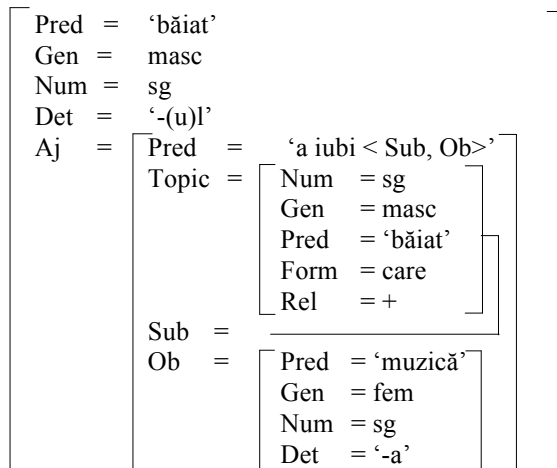 Pred = ‘băiat’
Gen = masc
Num = sg
Det = ‘-(u)l’
Aj = Pred = ‘a iubi < Sub, Ob>’
Topic = Num = sg
Gen = masc
Pred = ‘băiat’
Form = care
Rel = +
Sub =
Ob = Pred = ‘muzică’
Gen = fem
Num = sg
Det = ‘-a’